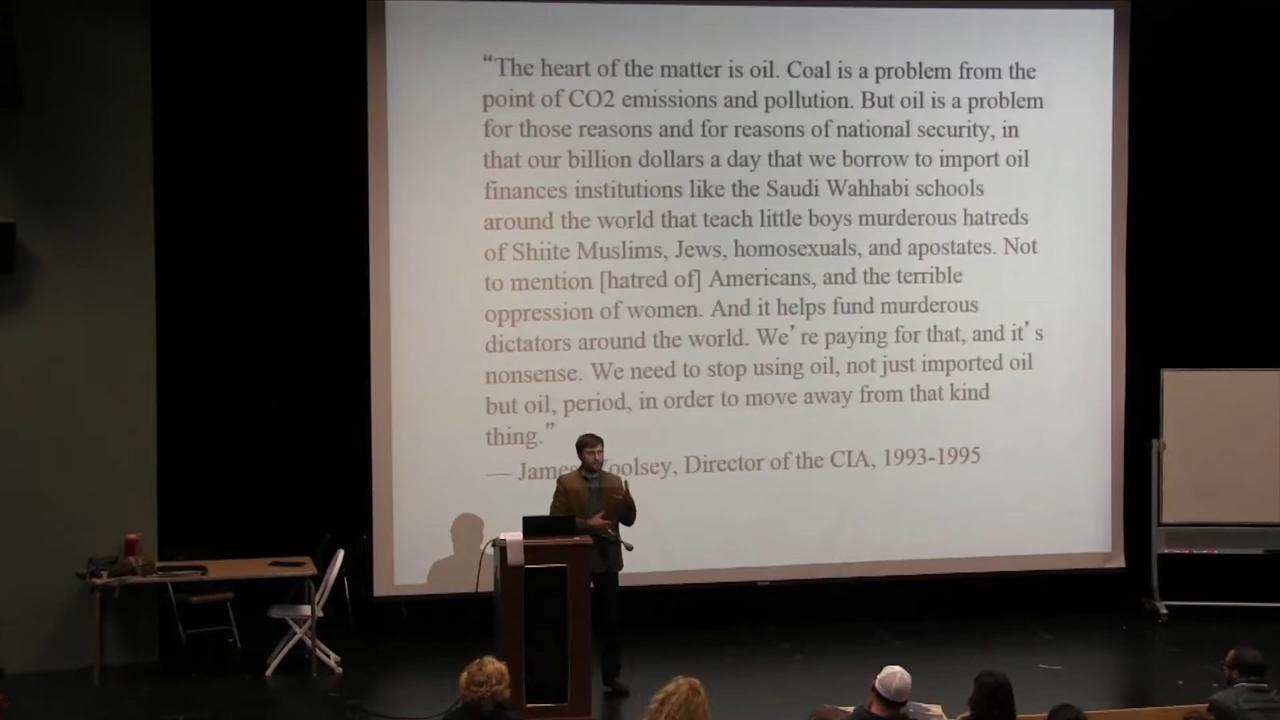 “The heart of the matter is oil. Coal is a problem from the
point of CO2 emissions and pollution. But oil is a problem
for those reasons and for reasons of national security, in
that our billion dollars a day that we borrow to import oil
finances institutions like the Saudi Wahhabi schools
around the world that teach little boys murderous hatreds
of Shiite Muslims, Jews, homosexuals, and apostates. Not
to mention [hatred of] Americans, and the terrible
oppression of women. And it helps fund murderous
dictators around the world. We’re paying for that, and it’s
nonsense. We need to stop using oil, not just imported oil
but oil, period, in order to move away from that kind
thing.”
— James oolsey, Director of the CIA, 1993-1995